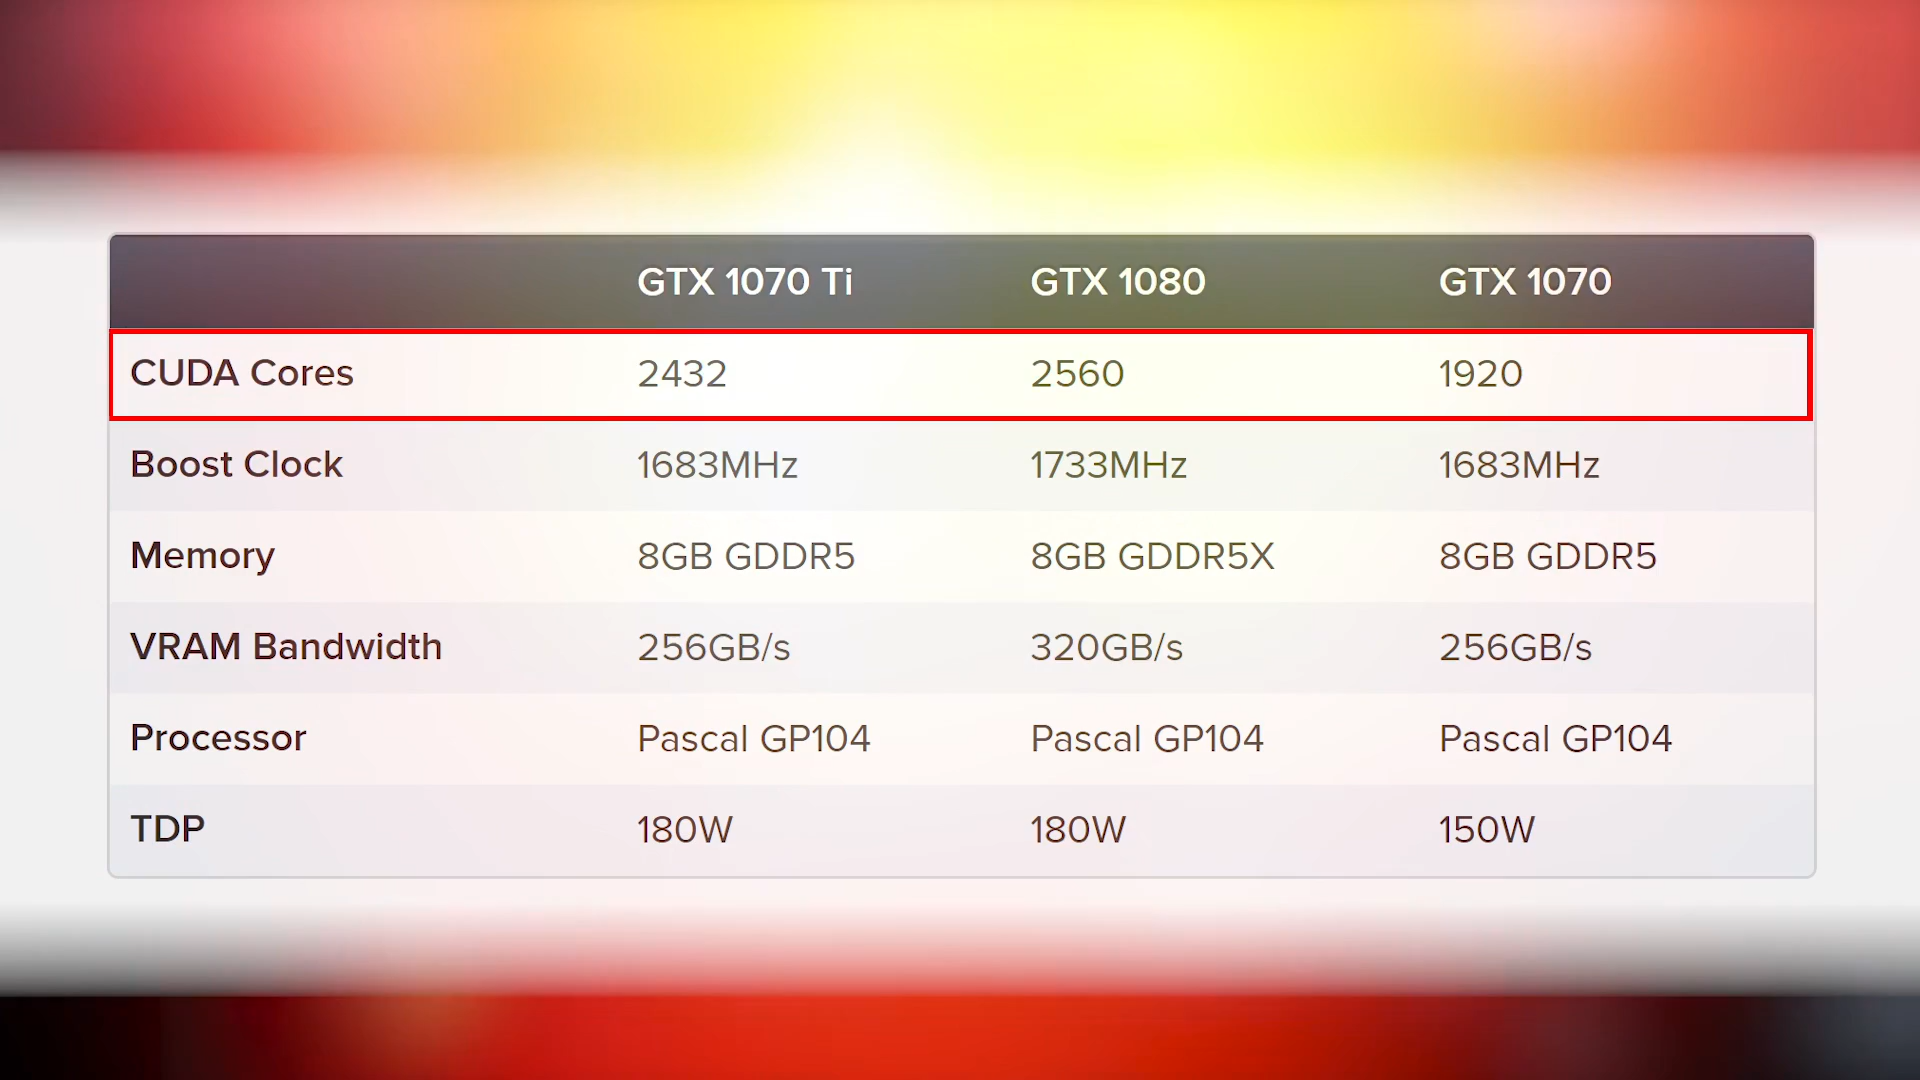 GTX 1070 Ti GTX 1080 GTX 1070
CUDA Cores 2432 2560 1920
Boost Clock 1683MHz 1733MHz 1683MHz
Memory 8GB GDDR5 8GB GDDR5X 8GB GDDR5
VRAM Bandwidth 256GB/s 320GB/s 256GB/s
Processor Pascal GP104 Pascal GP104 Pascal GP104
TDP 180W 180W 150W